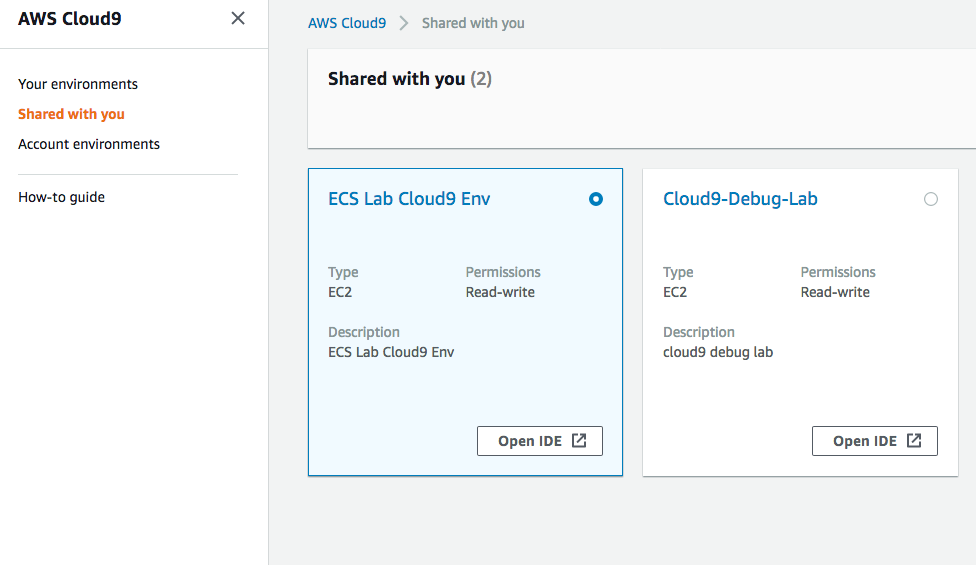 AWS Cloud9
Your environments
Shared with you
Account environments
How-to guide
AWS Cloud9 Shared with you
Shared with you (2)
ECS Lab Cloud9 Env
Type Permissions
EC2 Read-write
Description
ECS Lab Cloud9 Env
Open IDE
Cloud9-Debug-Lab
Type Permissions
EC2 Read-write
Description
cloud9 debug lab
Open IDE